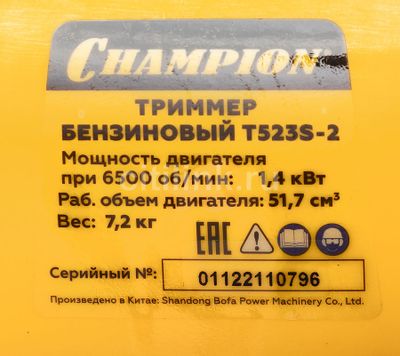 CHAMPION
ТРИММЕР
БЕНЗИНОВЫЙ T523S-2
Мощность двигателя
при 6500 об/мин: 1,4 кВт
Раб. объем двигателя: 51,7 см³
Вес: 7,2 кг
EAC
Серийный №: 01122110796
Произведено в Китае: Shandong Bofa Power Machinery Co., Ltd.